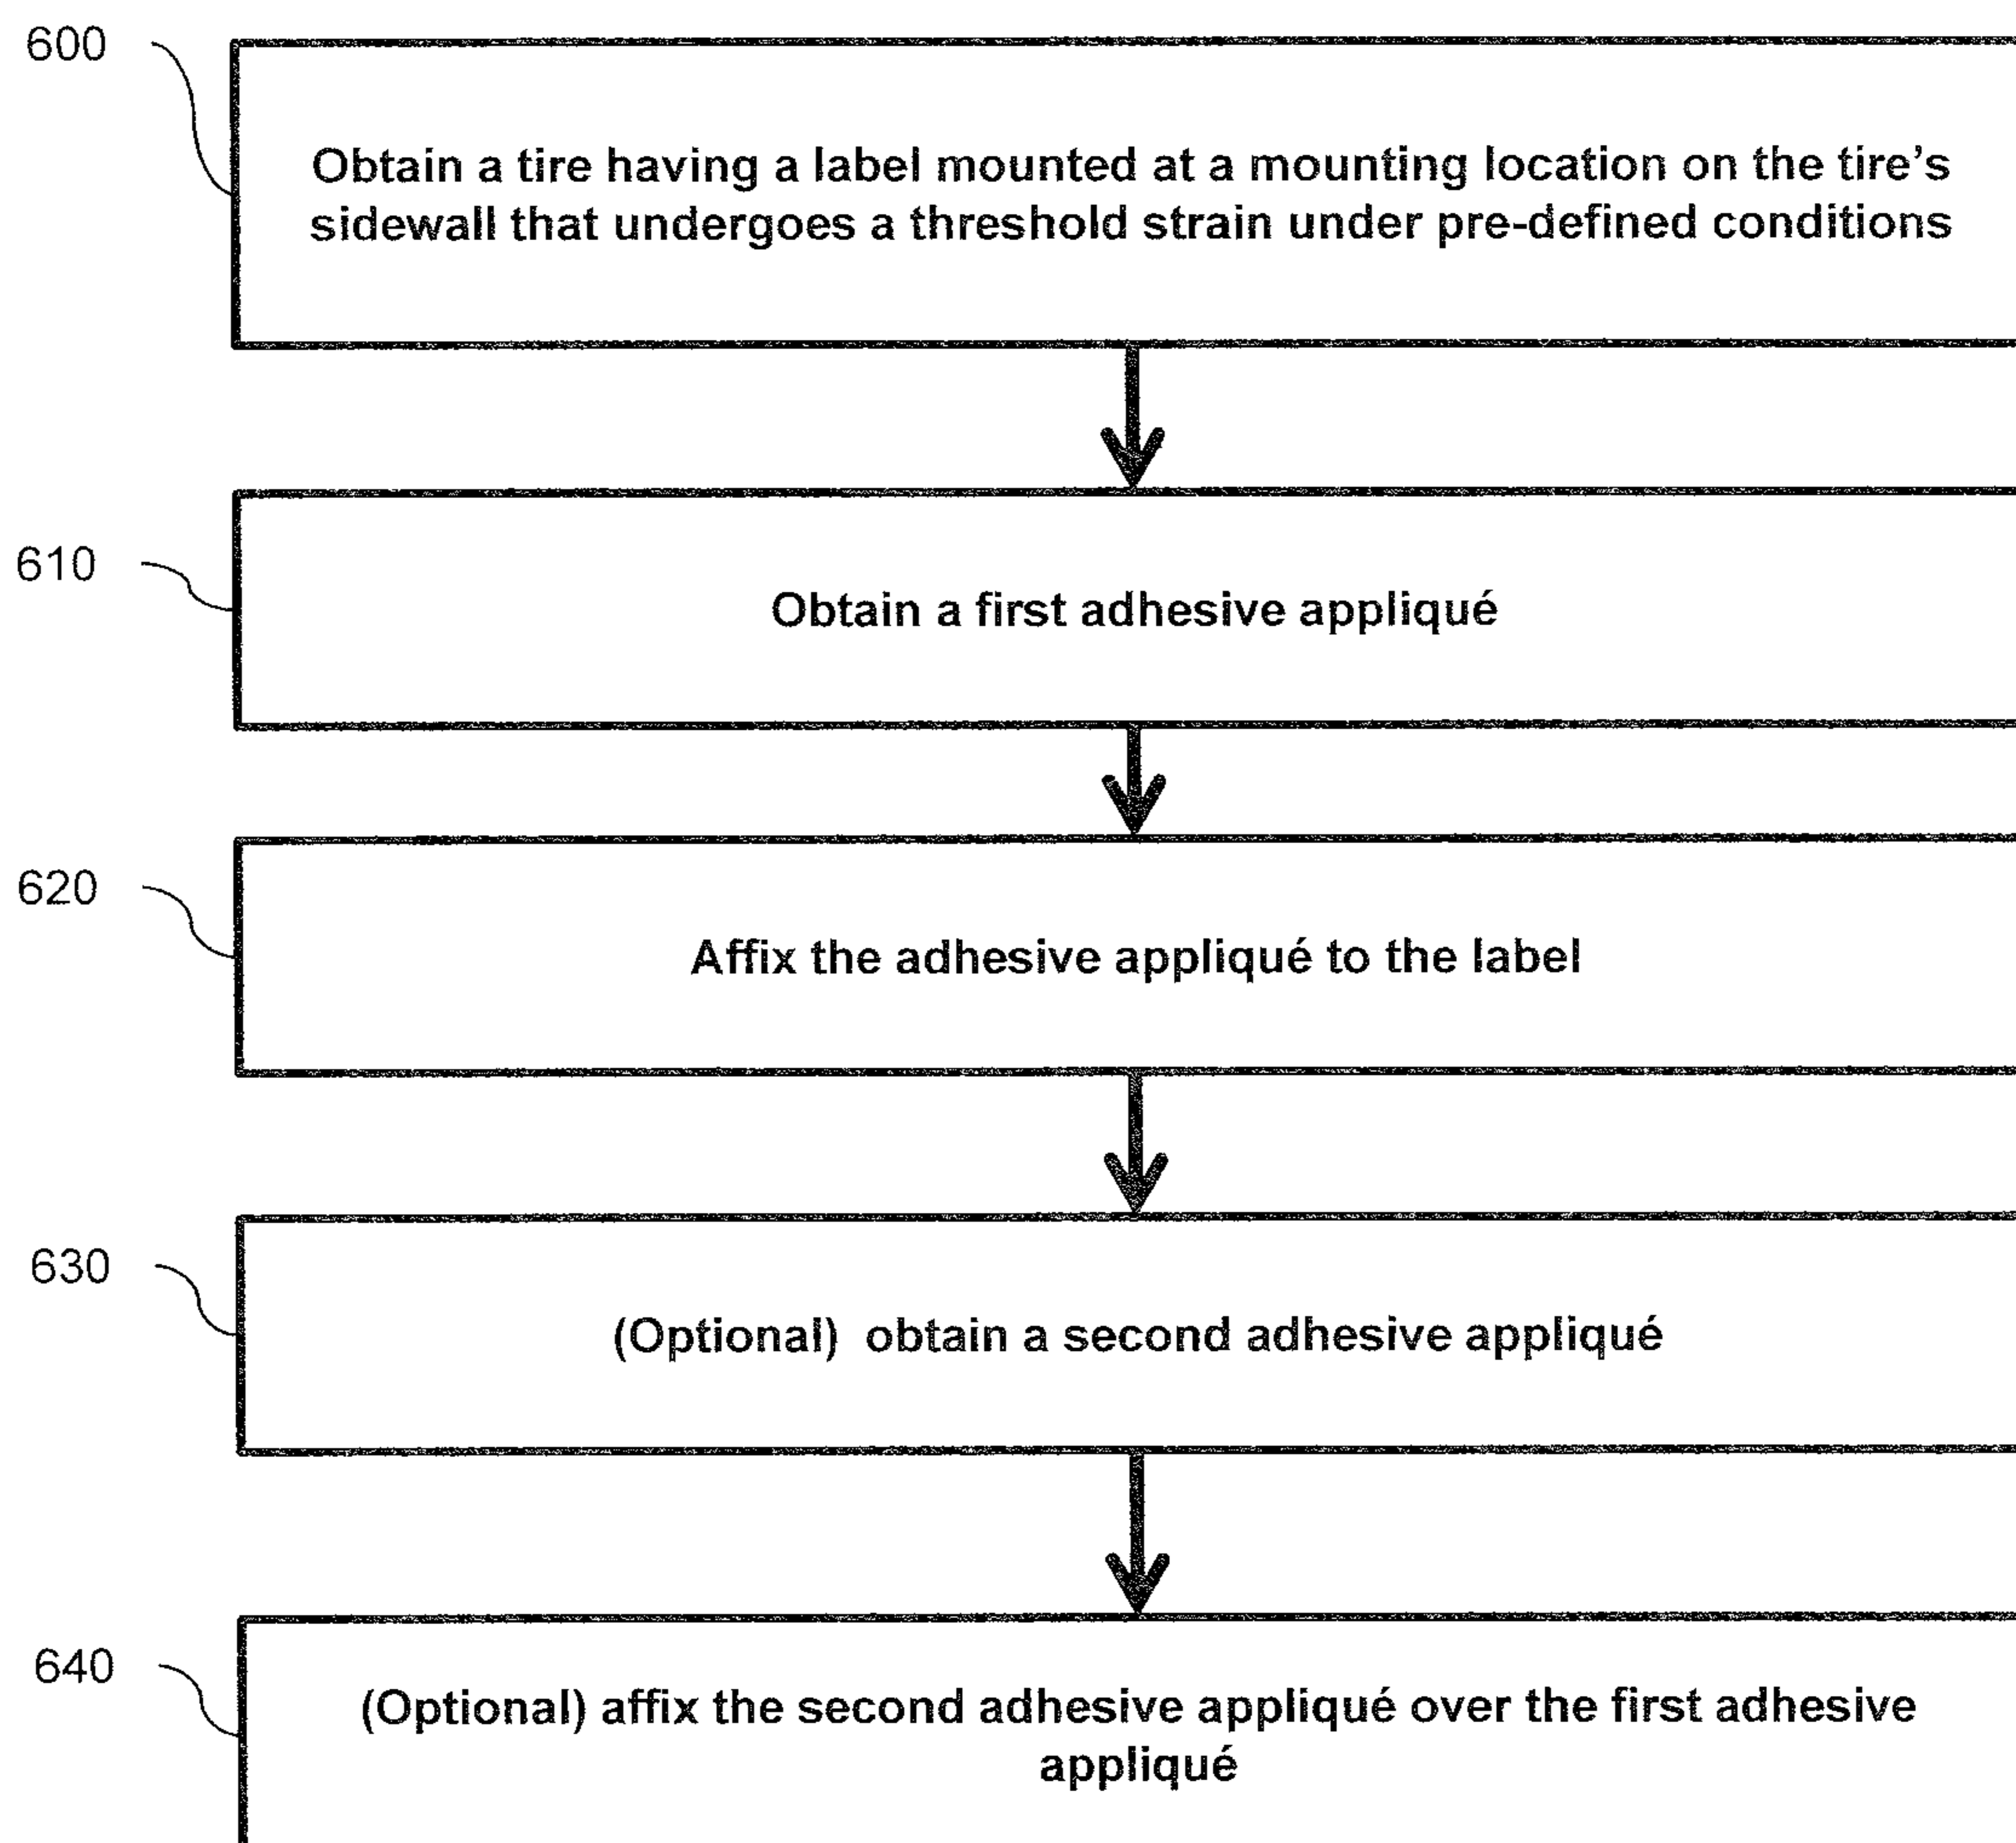 600
Obtain a tire having a label mounted at a mounting location on the tire's
sidewall that undergoes a threshold strain under pre-defined conditions
610
Obtain a first adhesive appliqué
620
Affix the adhesive appliqué to the label
630
(Optional)  obtain a second adhesive appliqué
640
(Optional) affix the second adhesive appliqué over the first adhesive
appliqué